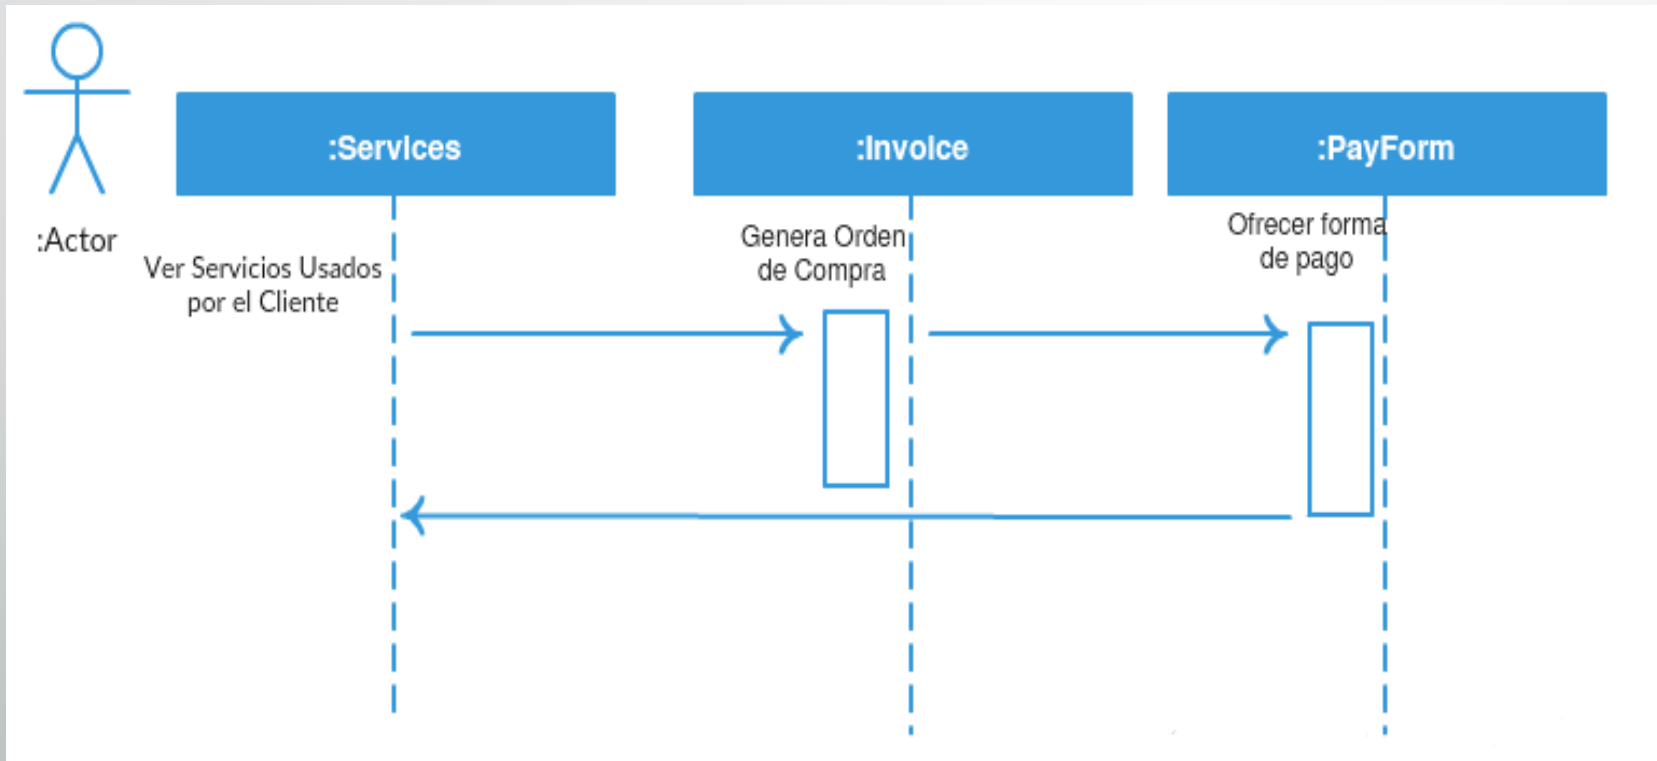 :Services
:Invoice
:PayForm
:Actor
Ver Servicios Usados
por el Cliente
Genera Orden
de Compra
Ofrecer forma
de pago